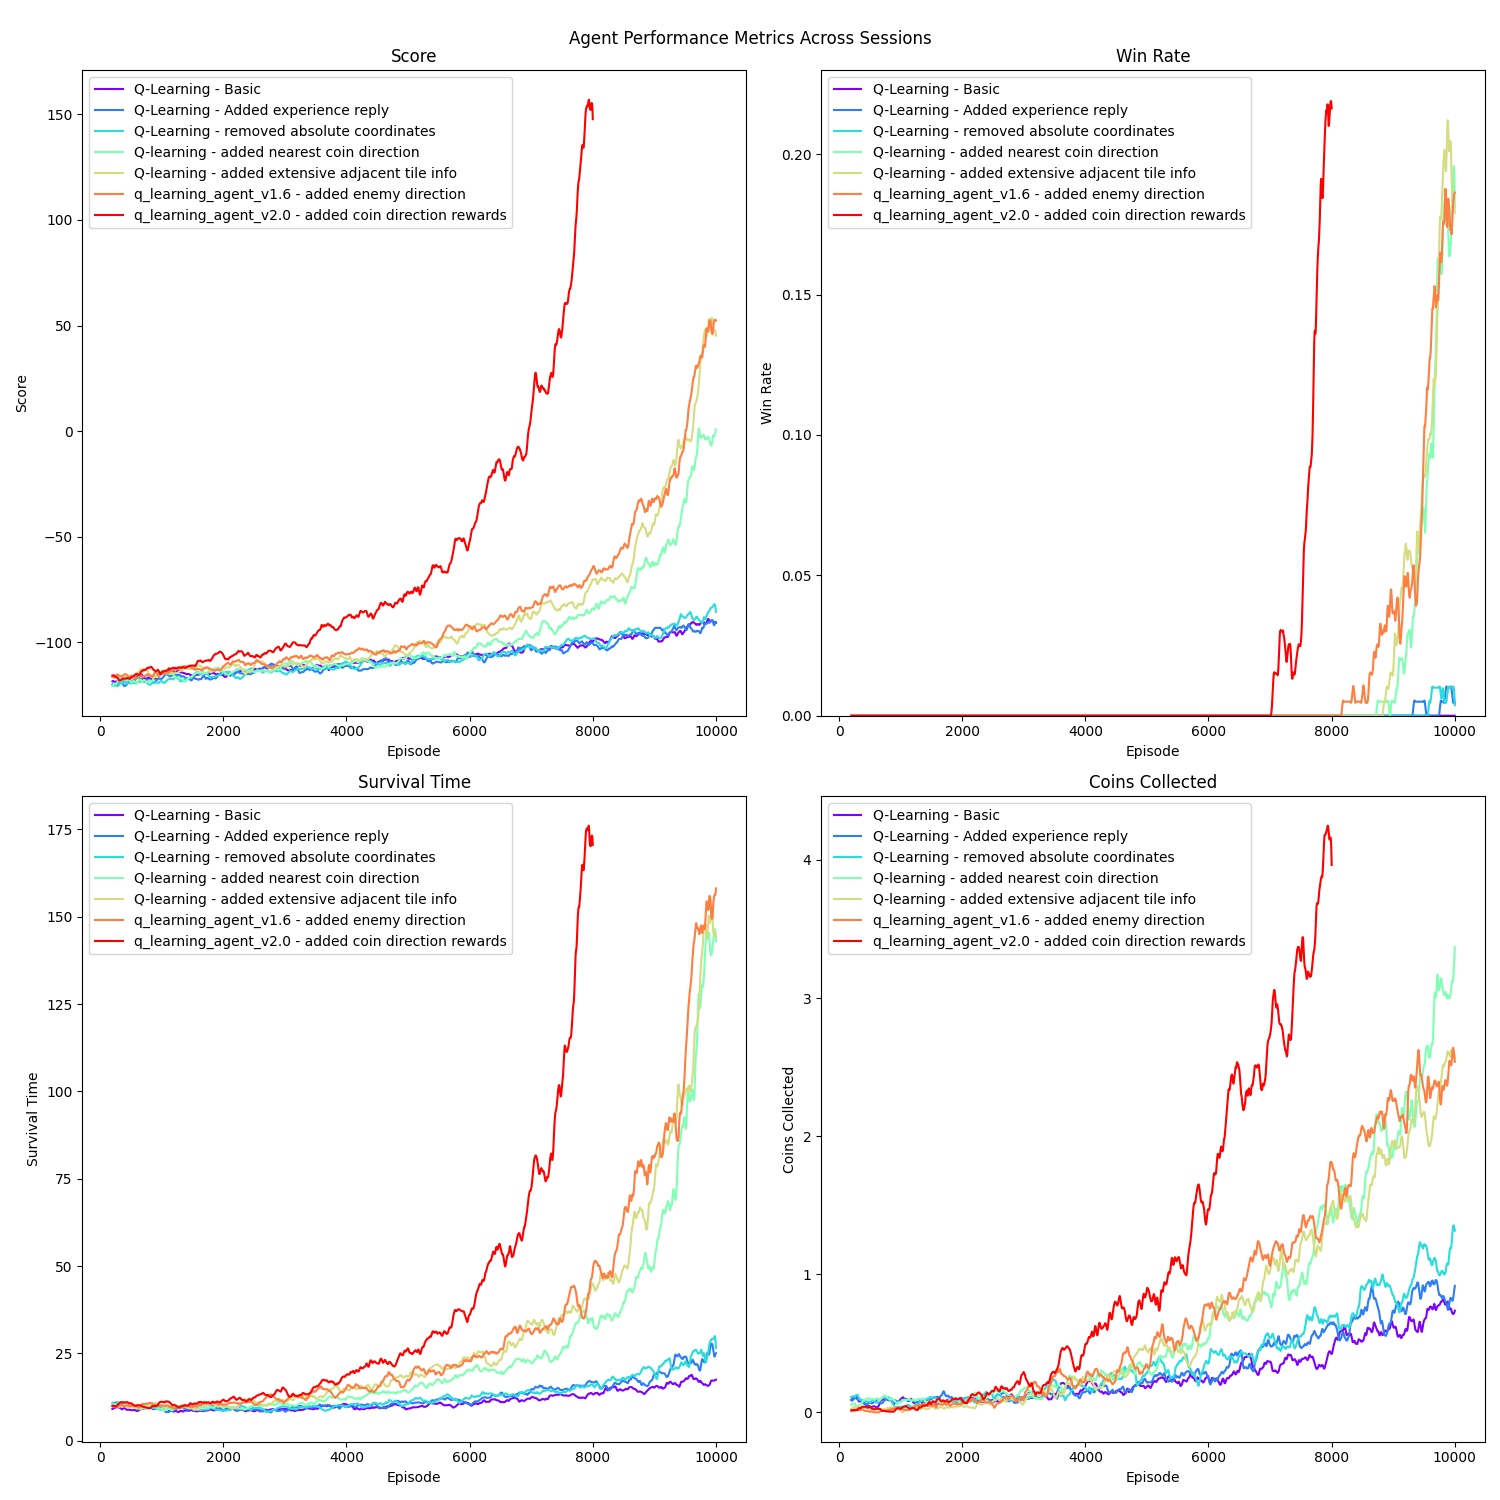 Agent Performance Metrics Across Sessions
Score
Q-Learning - Basic
Q-Learning - Added experience reply
Q-Learning - removed absolute coordinates
Q-learning - added nearest coin direction
Q-learning - added extensive adjacent tile info
q_learning_agent_v1.6 - added enemy direction
q_learning_agent_v2.0 - added coin direction rewards
150
100
50
0
−50
−100
Score
0 2000 4000 6000 8000 10000
Episode
Win Rate
Q-Learning - Basic
Q-Learning - Added experience reply
Q-Learning - removed absolute coordinates
Q-learning - added nearest coin direction
Q-learning - added extensive adjacent tile info
q_learning_agent_v1.6 - added enemy direction
q_learning_agent_v2.0 - added coin direction rewards
0.20
0.15
0.10
0.05
0.00
Win Rate
0 2000 4000 6000 8000 10000
Episode
Survival Time
Q-Learning - Basic
Q-Learning - Added experience reply
Q-Learning - removed absolute coordinates
Q-learning - added nearest coin direction
Q-learning - added extensive adjacent tile info
q_learning_agent_v1.6 - added enemy direction
q_learning_agent_v2.0 - added coin direction rewards
175
150
125
100
75
50
25
0
Survival Time
0 2000 4000 6000 8000 10000
Episode
Coins Collected
Q-Learning - Basic
Q-Learning - Added experience reply
Q-Learning - removed absolute coordinates
Q-learning - added nearest coin direction
Q-learning - added extensive adjacent tile info
q_learning_agent_v1.6 - added enemy direction
q_learning_agent_v2.0 - added coin direction rewards
4
3
2
1
0
Coins Collected
0 2000 4000 6000 8000 10000
Episode